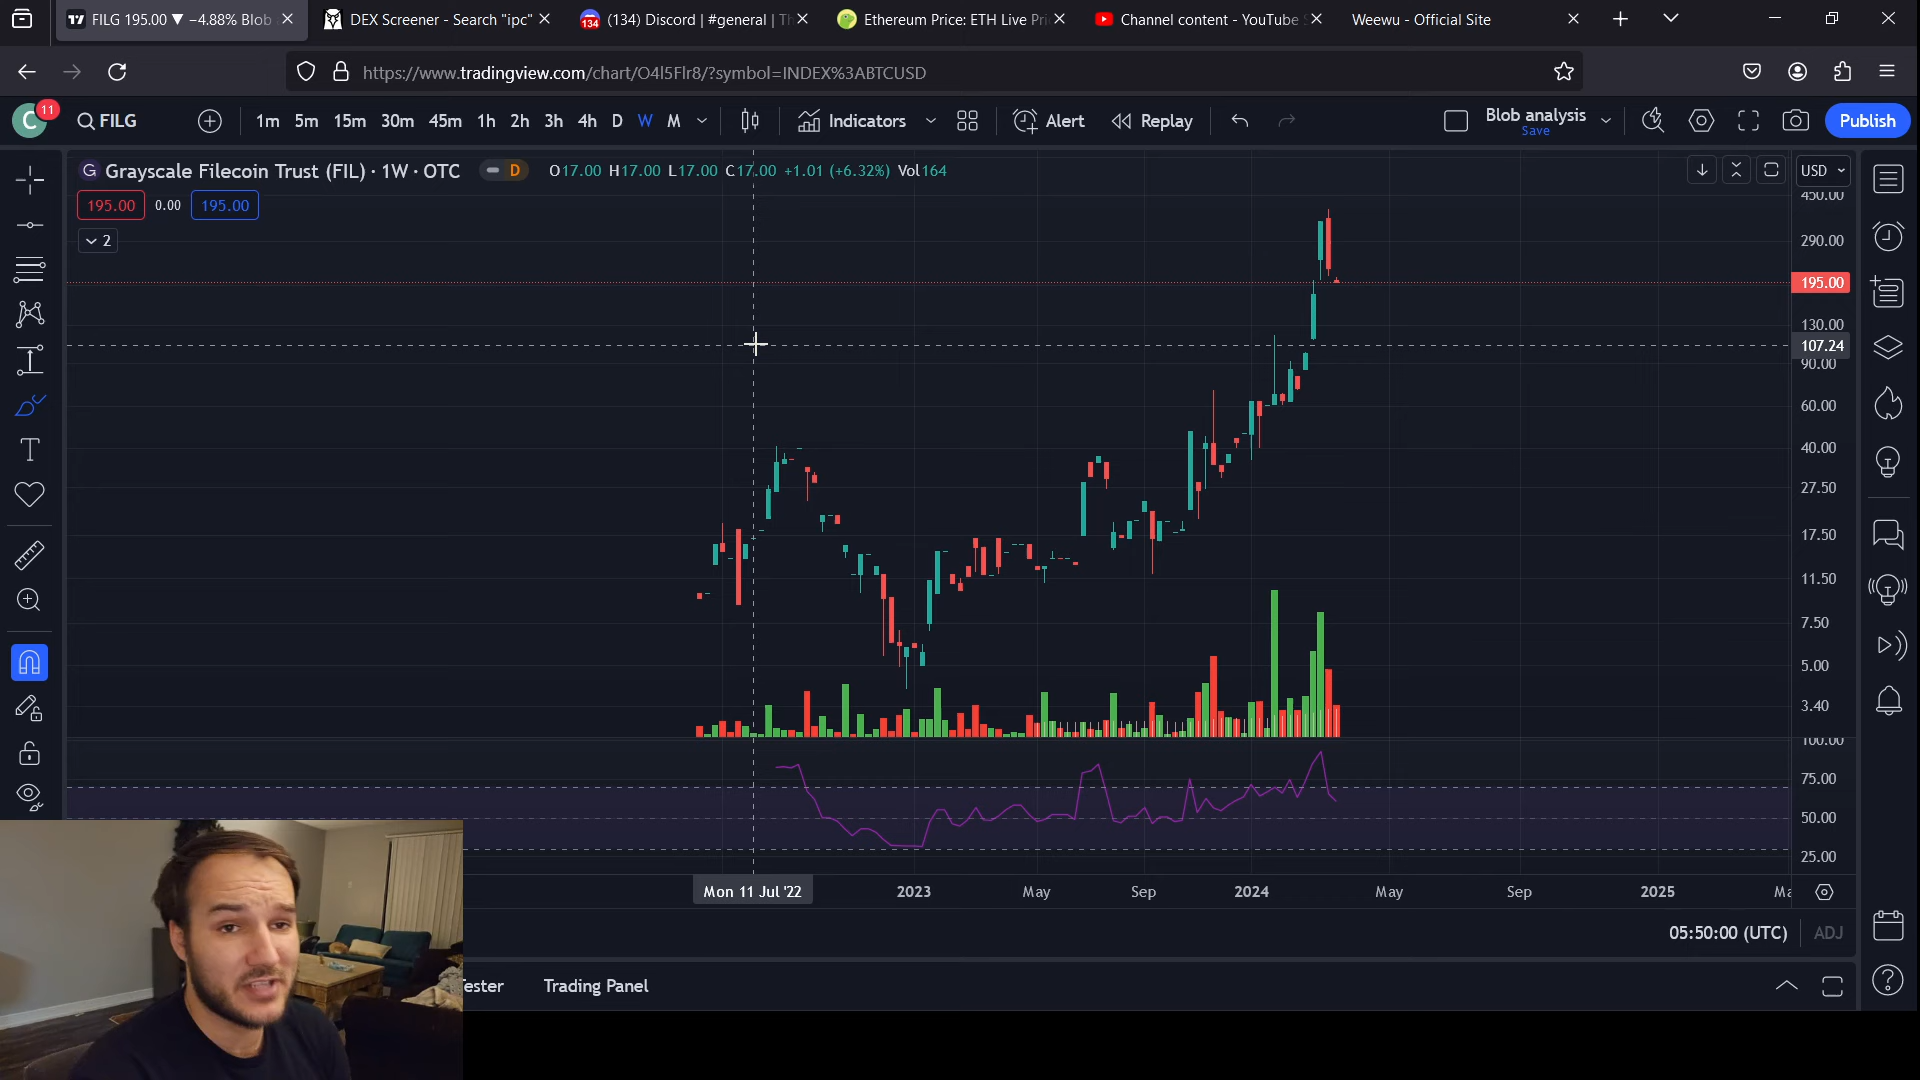 FILG 195.00 ▼ −4.88% Blob
DEX Screener - Search "ipc"
(134) Discord | #general | Th
Ethereum Price: ETH Live Pri
Channel content - YouTube S
Weewu - Official Site
https://www.tradingview.com/chart/O4l5Flr8/?symbol=INDEX%3ABTCUSD
C 11
FILG
1m 5m 15m 30m 45m 1h 2h 3h 4h D W M
Indicators
Alert
Replay
Blob analysis
Save
Publish
G Grayscale Filecoin Trust (FIL) · 1W · OTC
D
O17.00 H17.00 L17.00 C17.00 +1.01 (+6.32%) Vol164
USD
195.00 0.00 195.00
2
450.00
290.00
195.00
130.00
107.24
90.00
60.00
40.00
27.50
17.50
11.50
7.50
5.00
3.40
100.00
75.00
50.00
25.00
Mon 11 Jul '22 2023 May Sep 2024 May Sep 2025
05:50:00 (UTC) ADJ
ester
Trading Panel